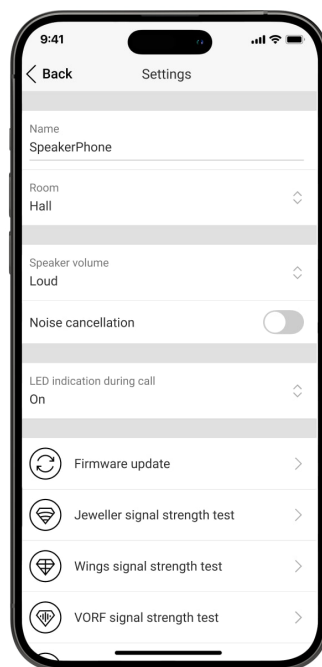 9:41
Back
Settings
Name
SpeakerPhone
Room
Hall
Speaker volume
Loud
Noise cancellation
LED indication during call
On
Firmware update
Jeweller signal strength test
Wings signal strength test
VORF signal strength test